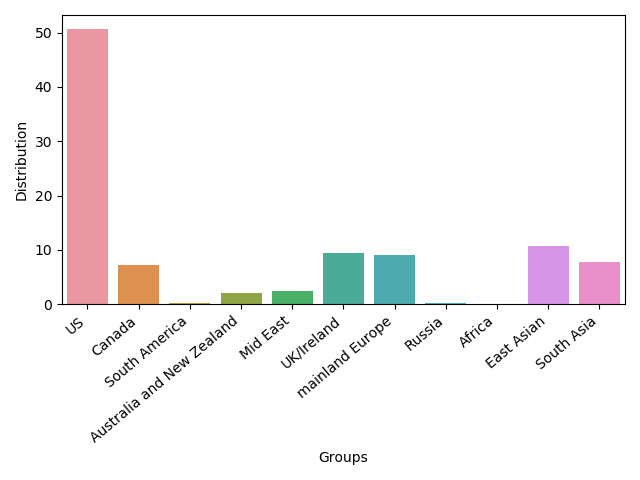 50
40
30
20
10
0
Distribution
US
Canada
South America
Australia and New Zealand
Mid East
UK/Ireland
mainland Europe
Russia
Africa
East Asian
South Asia
Groups